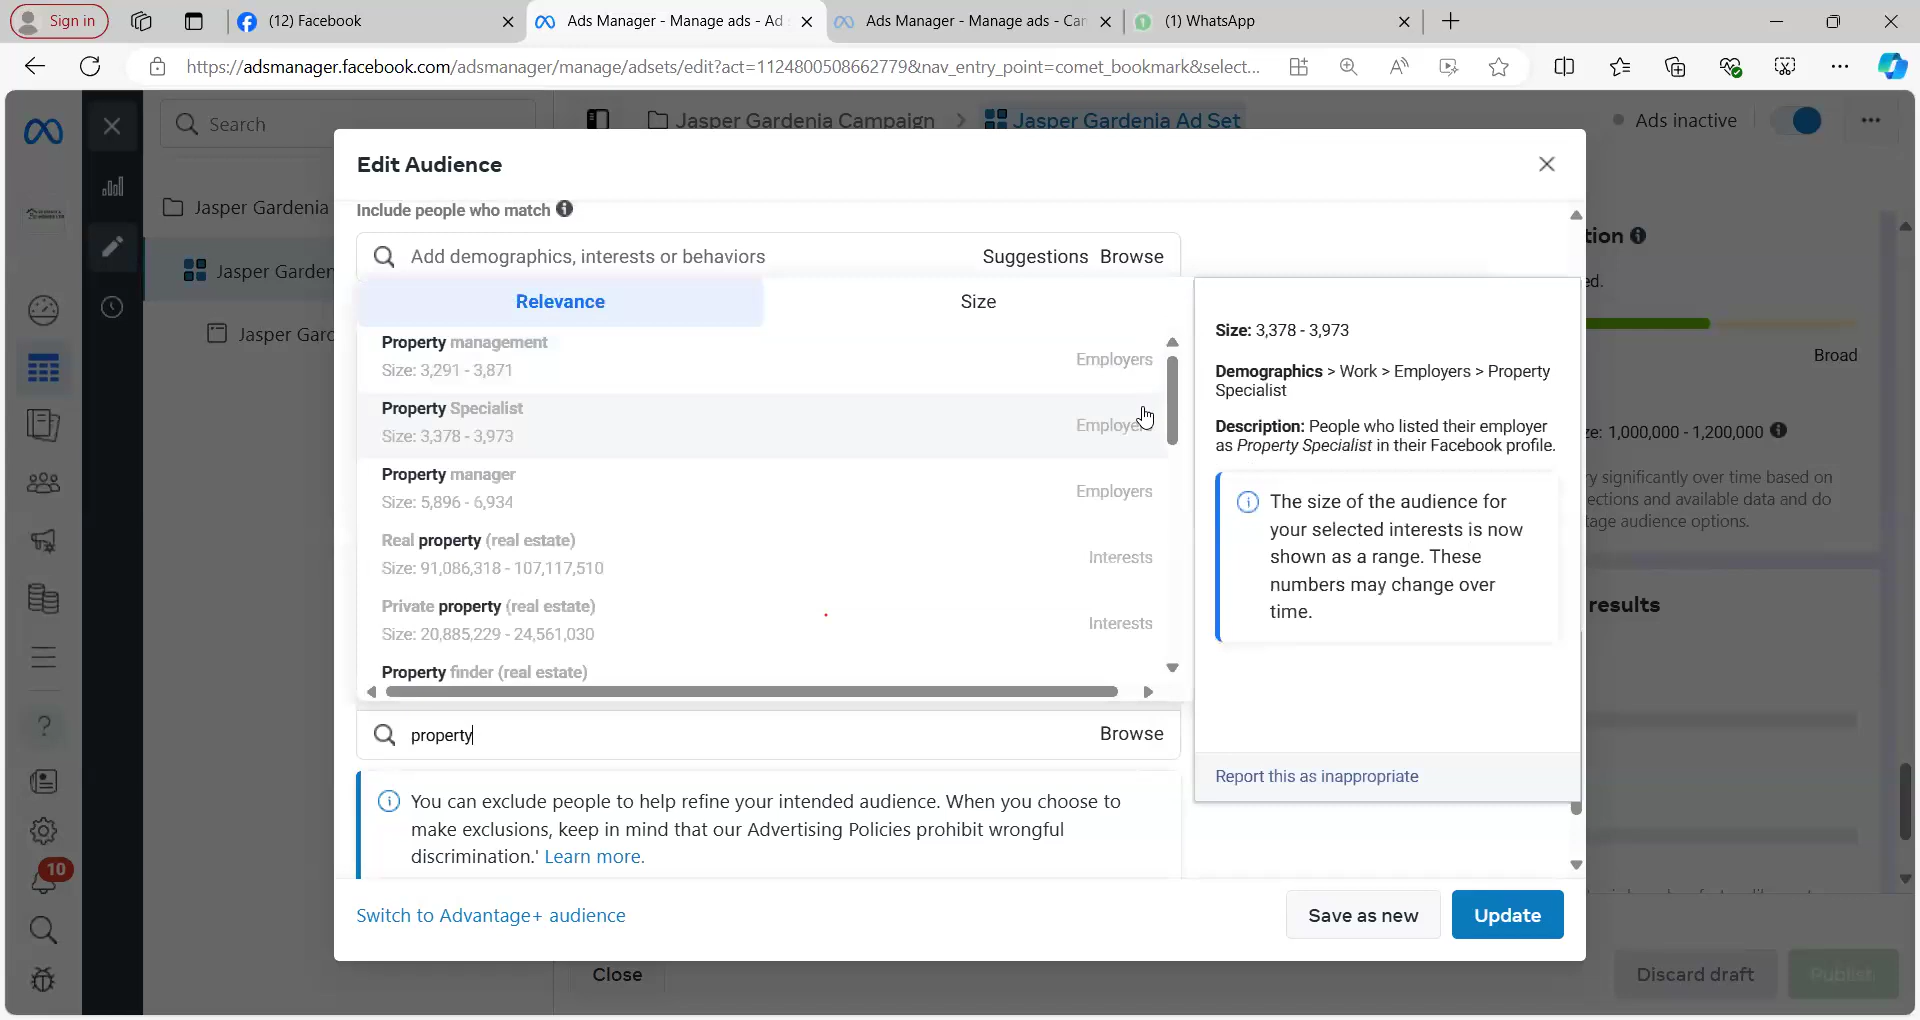 Sign in
(12) Facebook
Ads Manager - Manage ads - Ad
Ads Manager - Manage ads - Car
(1) WhatsApp
https://adsmanager.facebook.com/adsmanager/manage/adsets/edit?act=1124800508662779&nav_entry_point=comet_bookmark&select...
Search
Jasper Gardenia Campaign
Jasper Gardenia Ad Set
Ads inactive
Jasper Gardenia
Jasper Garden
Jasper Gard
Edit Audience
Include people who match
Add demographics, interests or behaviors
Suggestions
Browse
Relevance
Size
Property management
Size: 3,291 - 3,871
Employers
Property Specialist
Size: 3,378 - 3,973
Employe
Property manager
Size: 5,896 - 6,934
Employers
Real property (real estate)
Size: 91,086,318 - 107,117,510
Interests
Private property (real estate)
Size: 20,885,229 - 24,561,030
Interests
Property finder (real estate)
property
Browse
You can exclude people to help refine your intended audience. When you choose to
make exclusions, keep in mind that our Advertising Policies prohibit wrongful
discrimination.' Learn more.
Size: 3,378 - 3,973
Demographics > Work > Employers > Property
Specialist
Description: People who listed their employer
as Property Specialist in their Facebook profile.
The size of the audience for
your selected interests is now
shown as a range. These
numbers may change over
time.
Report this as inappropriate
Switch to Advantage+ audience
Save as new
Update
tion
ed.
Broad
ze: 1,000,000 - 1,200,000
y significantly over time based on
ections and available data and do
tage audience options.
results
10
Close
Discard draft
Publish